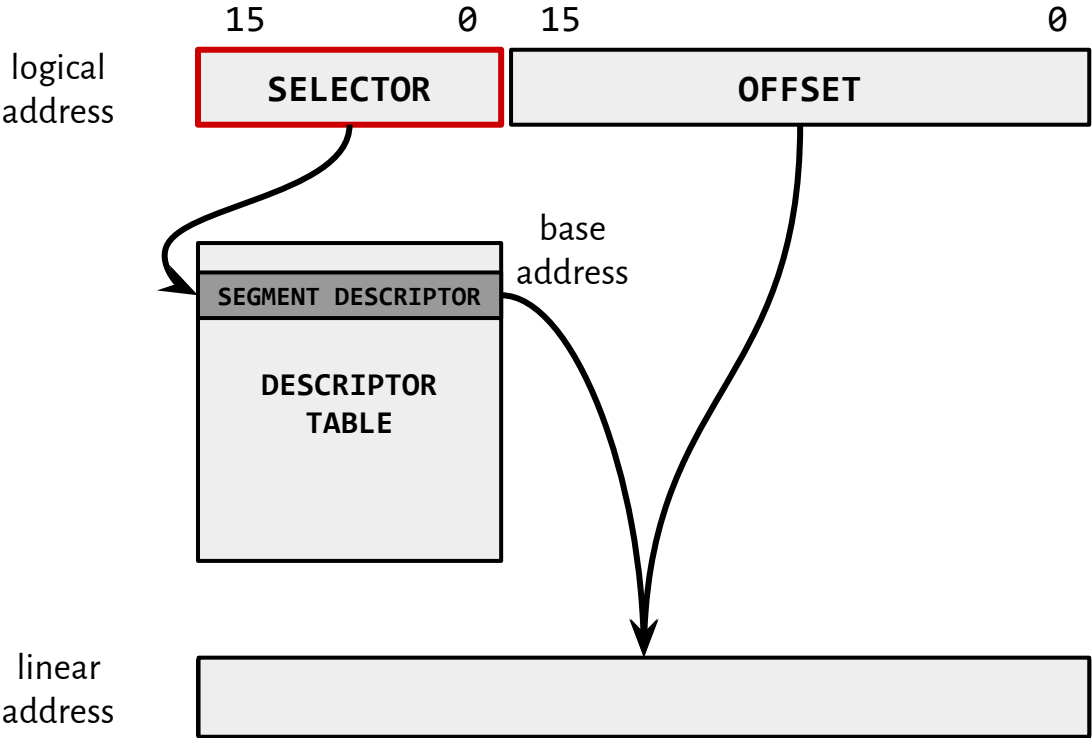 15 0 15 0
logical
address
SELECTOR OFFSET
base
address
SEGMENT DESCRIPTOR
DESCRIPTOR
TABLE
linear
address